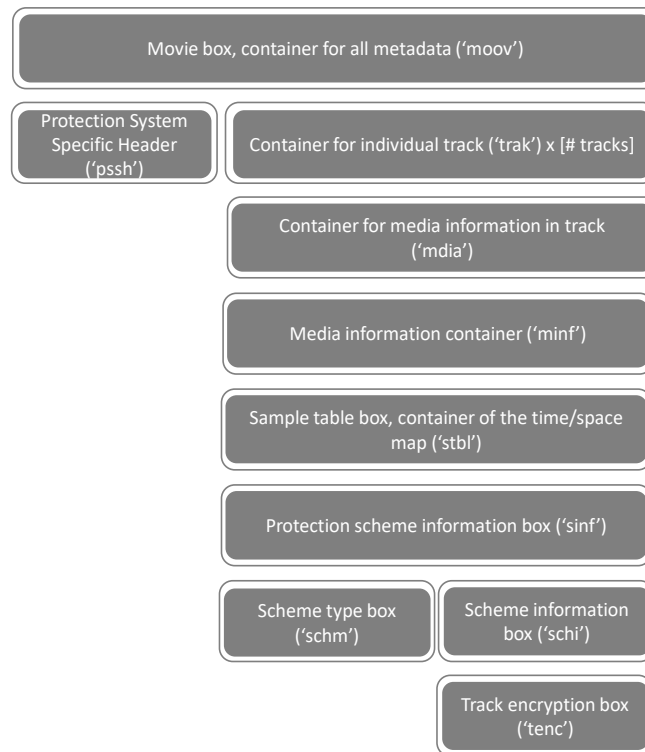 Movie box, container for all metadata (‘moov’)
Protection System
Specific Header
(‘pssh’)
Container for individual track (‘trak’) x [# tracks]
Container for media information in track
(‘mdia’)
Media information container (‘minf’)
Sample table box, container of the time/space
map (‘stbl’)
Protection scheme information box (‘sinf’)
Scheme type box
(‘schm’)
Scheme information
box (‘schi’)
Track encryption box
(‘tenc’)